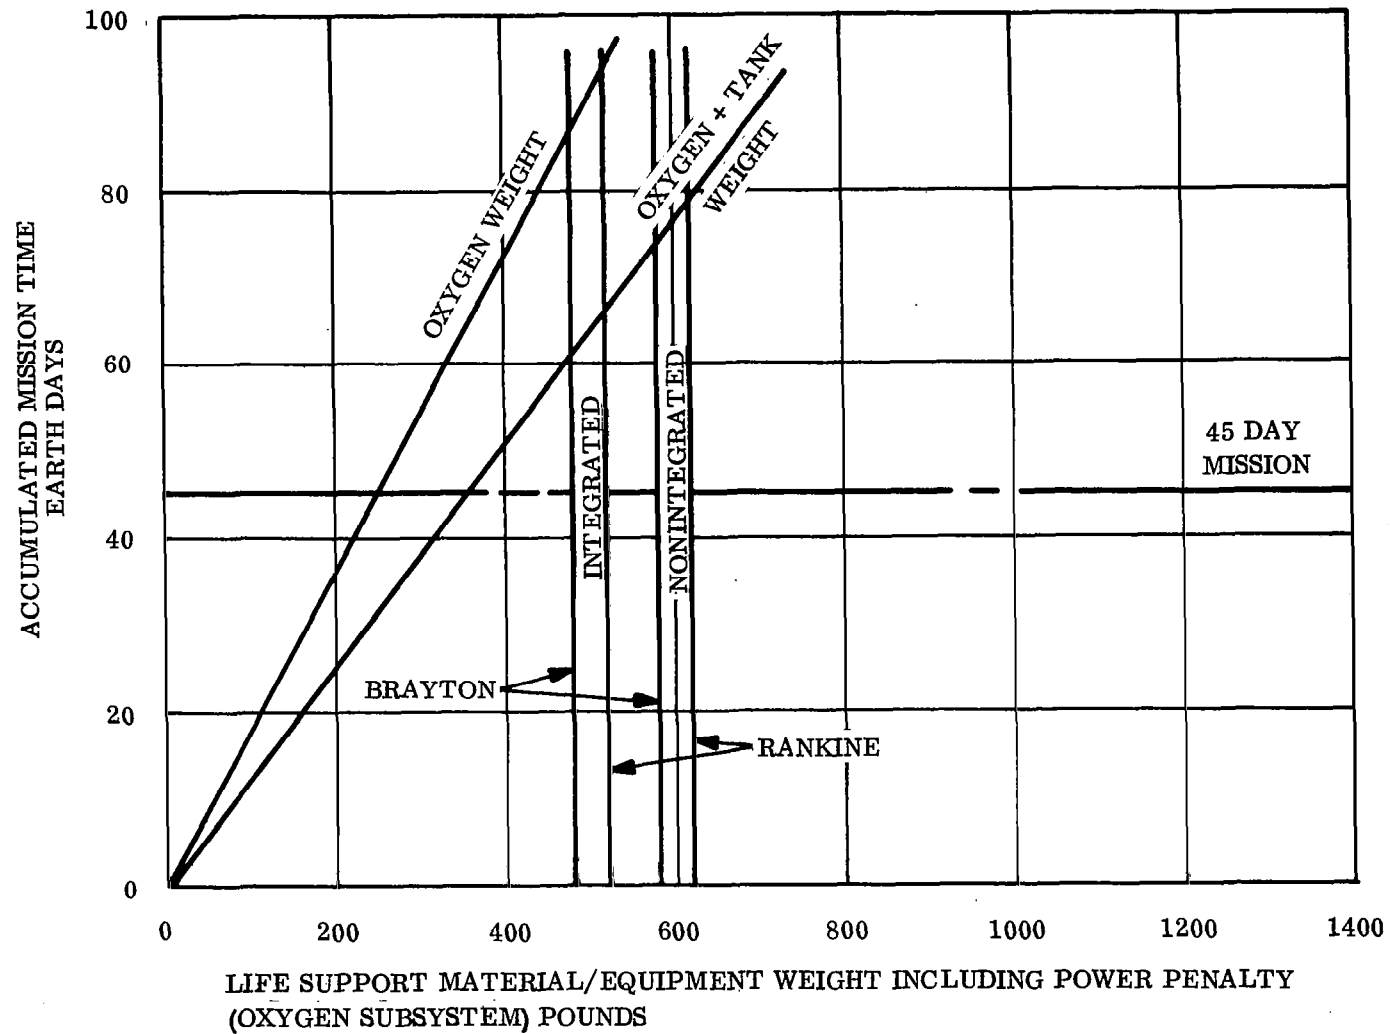 100
80
60
40
20
0
ACCUMULATED MISSION TIME
EARTH DAYS
OXYGEN WEIGHT
OXYGEN + TANK
WEIGHT
INTEGRATED
NONINTEGRATED
45 DAY
MISSION
BRAYTON
RANKINE
0 200 400 600 800 1000 1200 1400
LIFE SUPPORT MATERIAL/EQUIPMENT WEIGHT INCLUDING POWER PENALTY
(OXYGEN SUBSYSTEM) POUNDS